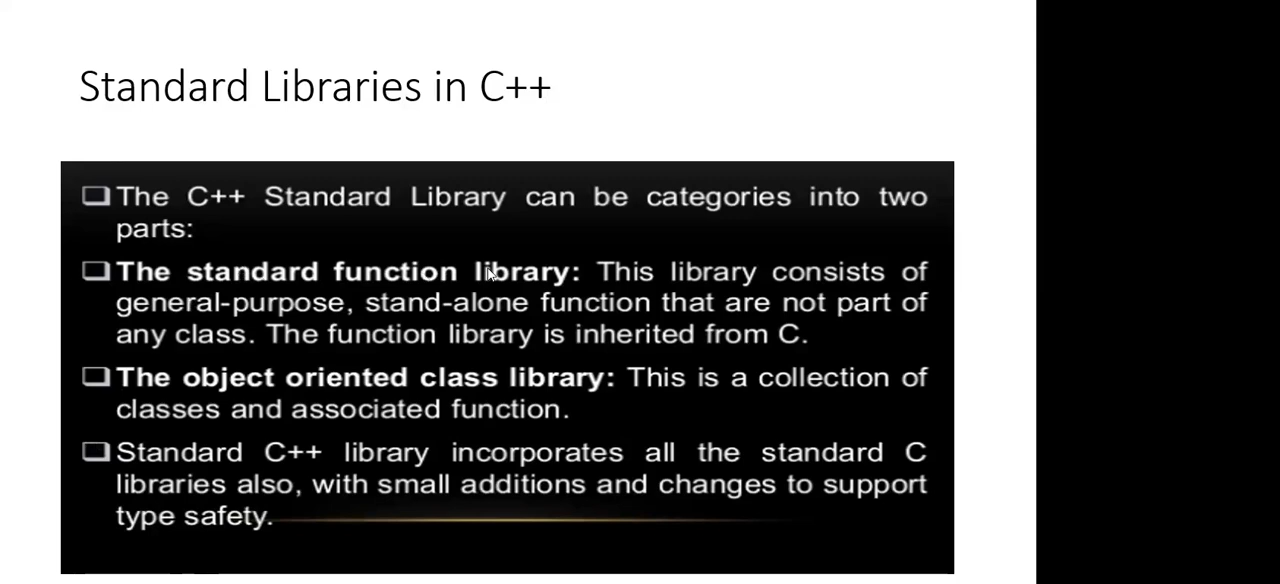 Standard Libraries in C++
The C++ Standard Library can be categories into two
parts:
The standard function library: This library consists of
general-purpose, stand-alone function that are not part of
any class. The function library is inherited from C.
The object oriented class library: This is a collection of
classes and associated function.
Standard C++ library incorporates all the standard C
libraries also, with small additions and changes to support
type safety.